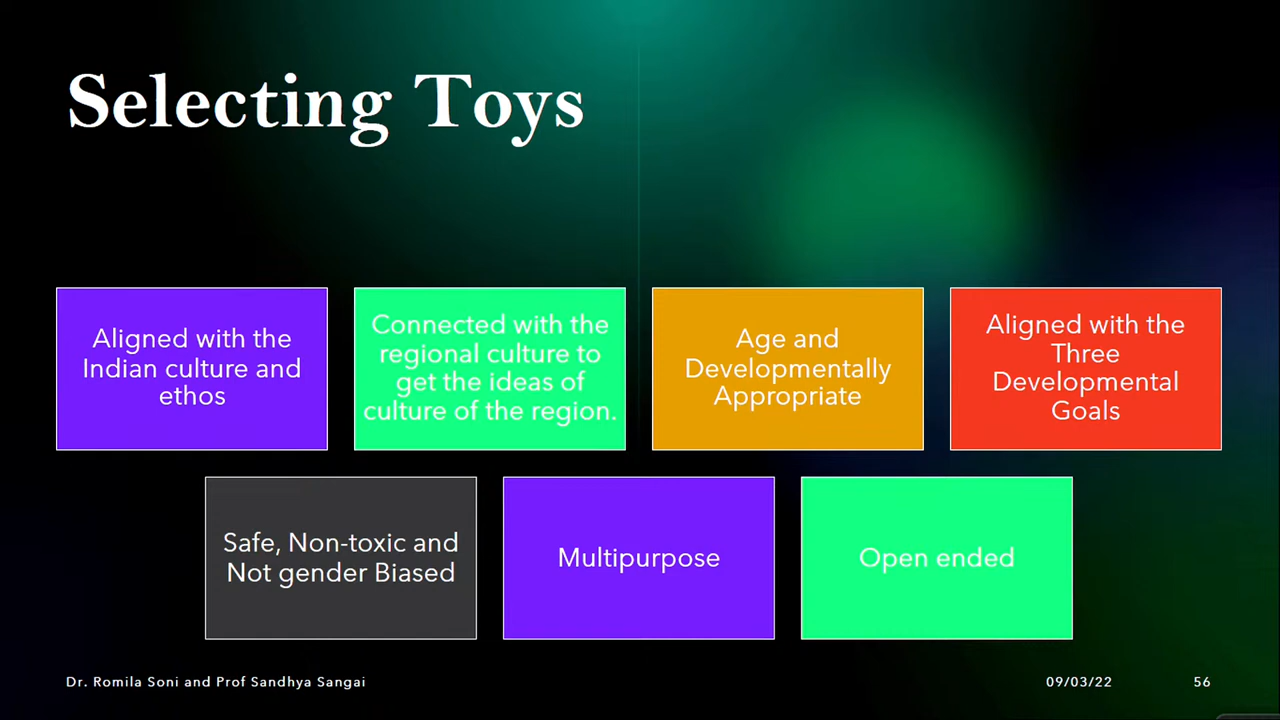 Selecting Toys
Aligned with the
Indian culture and
ethos
Connected with the
regional culture to
get the ideas of
culture of the region.
Age and
Developmentally
Appropriate
Aligned with the
Three
Developmental
Goals
Safe, Non-toxic and
Not gender Biased
Multipurpose
Open ended
Dr. Romila Soni and Prof Sandhya Sangai
09/03/22
56